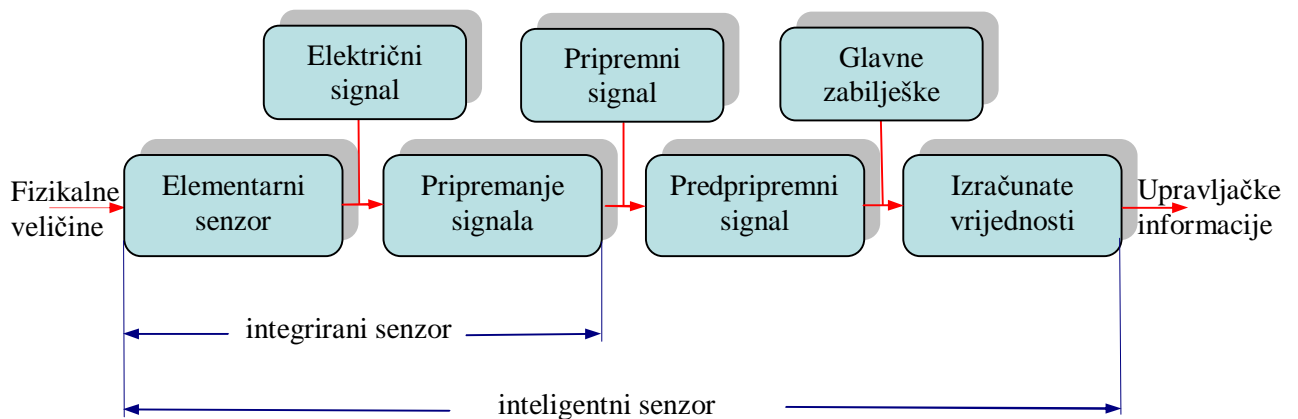 Električni
signal
Pripremni
signal
Glavne
zabilješke
Fizikalne
veličine
Elementarni
senzor
Pripremanje
signala
Predpripremni
signal
Izračunate
vrijednosti
Upravljačke
informacije
integrirani senzor
inteligentni senzor